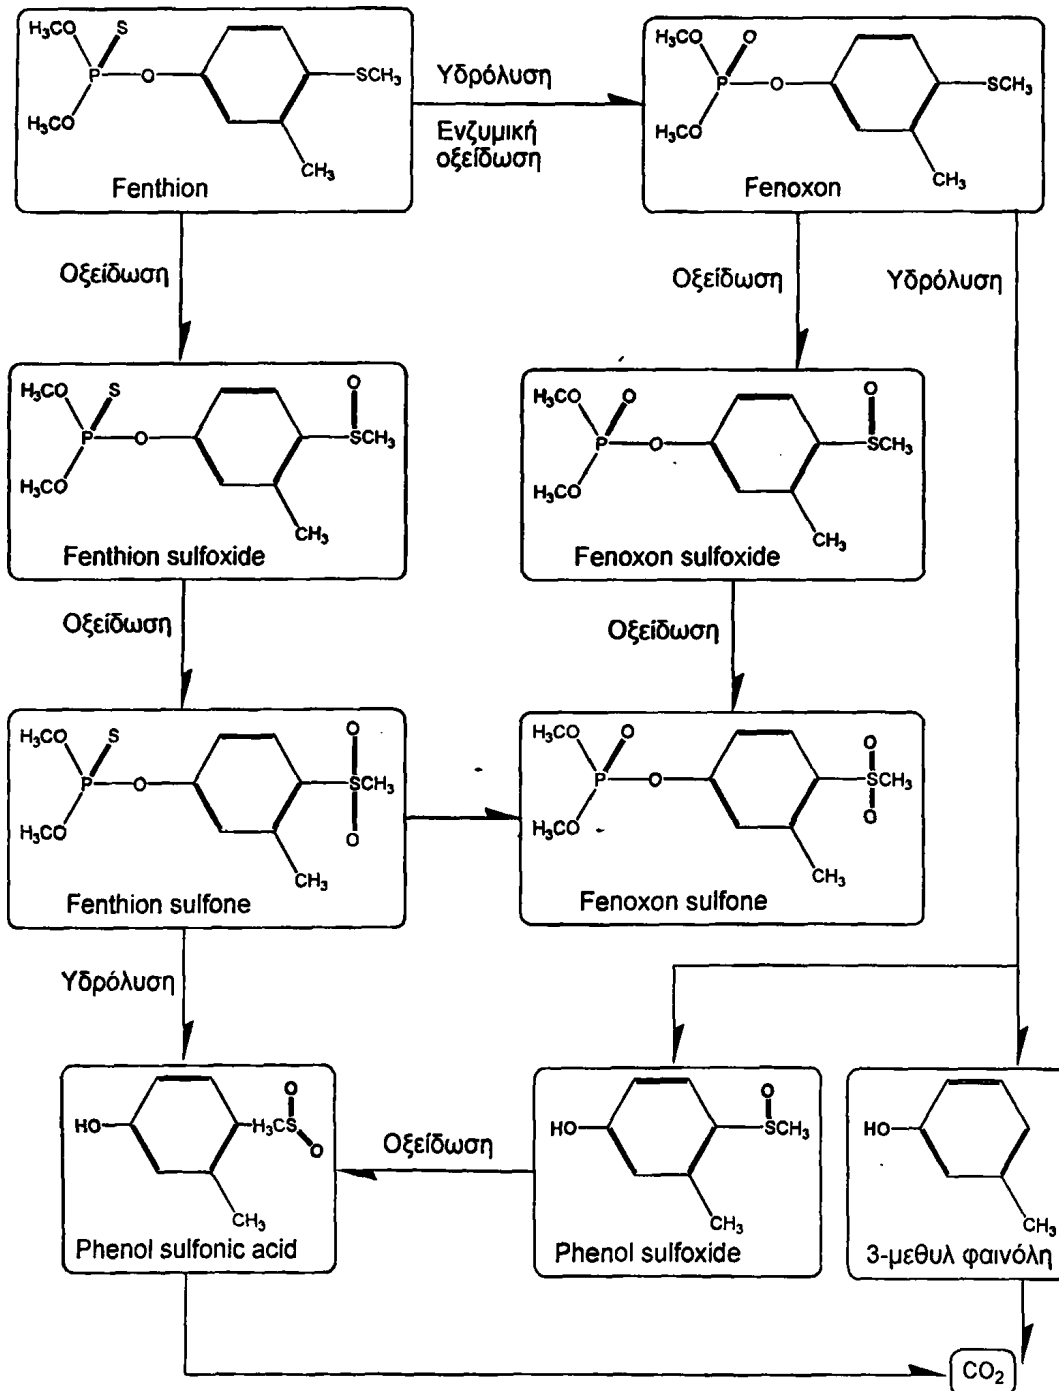 H₃CO S
P O SCH₃
H₃CO
CH₃
Fenthion
Υδρόλυση
Ενζυμική
οξείδωση
H₃CO O
P O SCH₃
H₃CO
CH₃
Fenoxon
Οξείδωση
Οξείδωση
Υδρόλυση
H₃CO S O
P O SCH₃
H₃CO
CH₃
Fenthion sulfoxide
H₃CO O O
P O SCH₃
H₃CO
CH₃
Fenoxon sulfoxide
Οξείδωση
Οξείδωση
H₃CO S O
P O SCH₃
H₃CO O
CH₃
Fenthion sulfone
H₃CO O O
P O SCH₃
H₃CO O
CH₃
Fenoxon sulfone
Υδρόλυση
O
HO H₃CS
O
CH₃
Phenol sulfonic acid
Οξείδωση
O
HO SCH₃
CH₃
Phenol sulfoxide
HO
CH₃
3-μεθυλ φαινόλη
CO₂